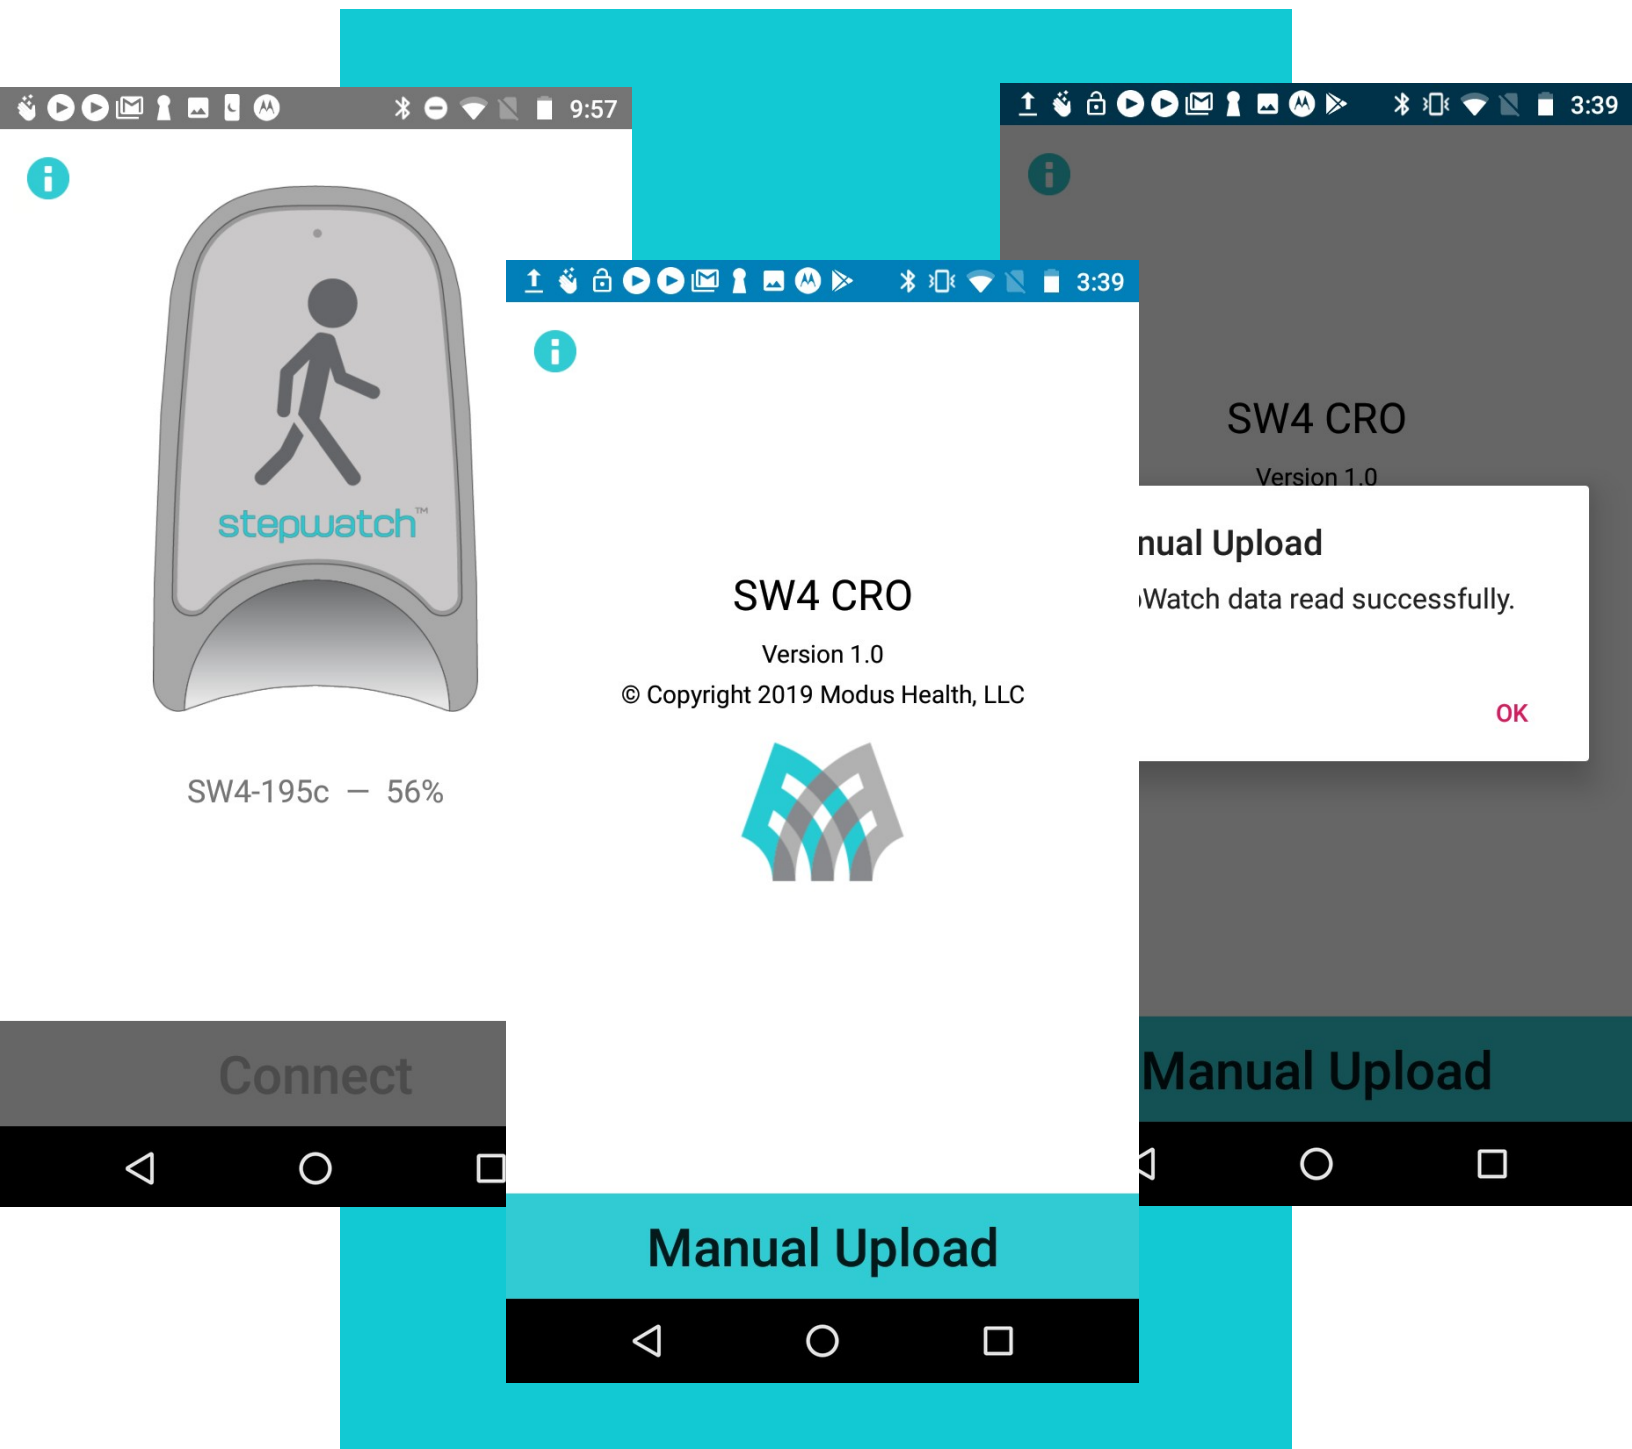 9:57
stepwatch™
SW4-195c — 56%
Connect
3:39
SW4 CRO
Version 1.0
© Copyright 2019 Modus Health, LLC
Manual Upload
3:39
SW4 CRO
Version 1.0
nual Upload
Watch data read successfully.
OK
Manual Upload